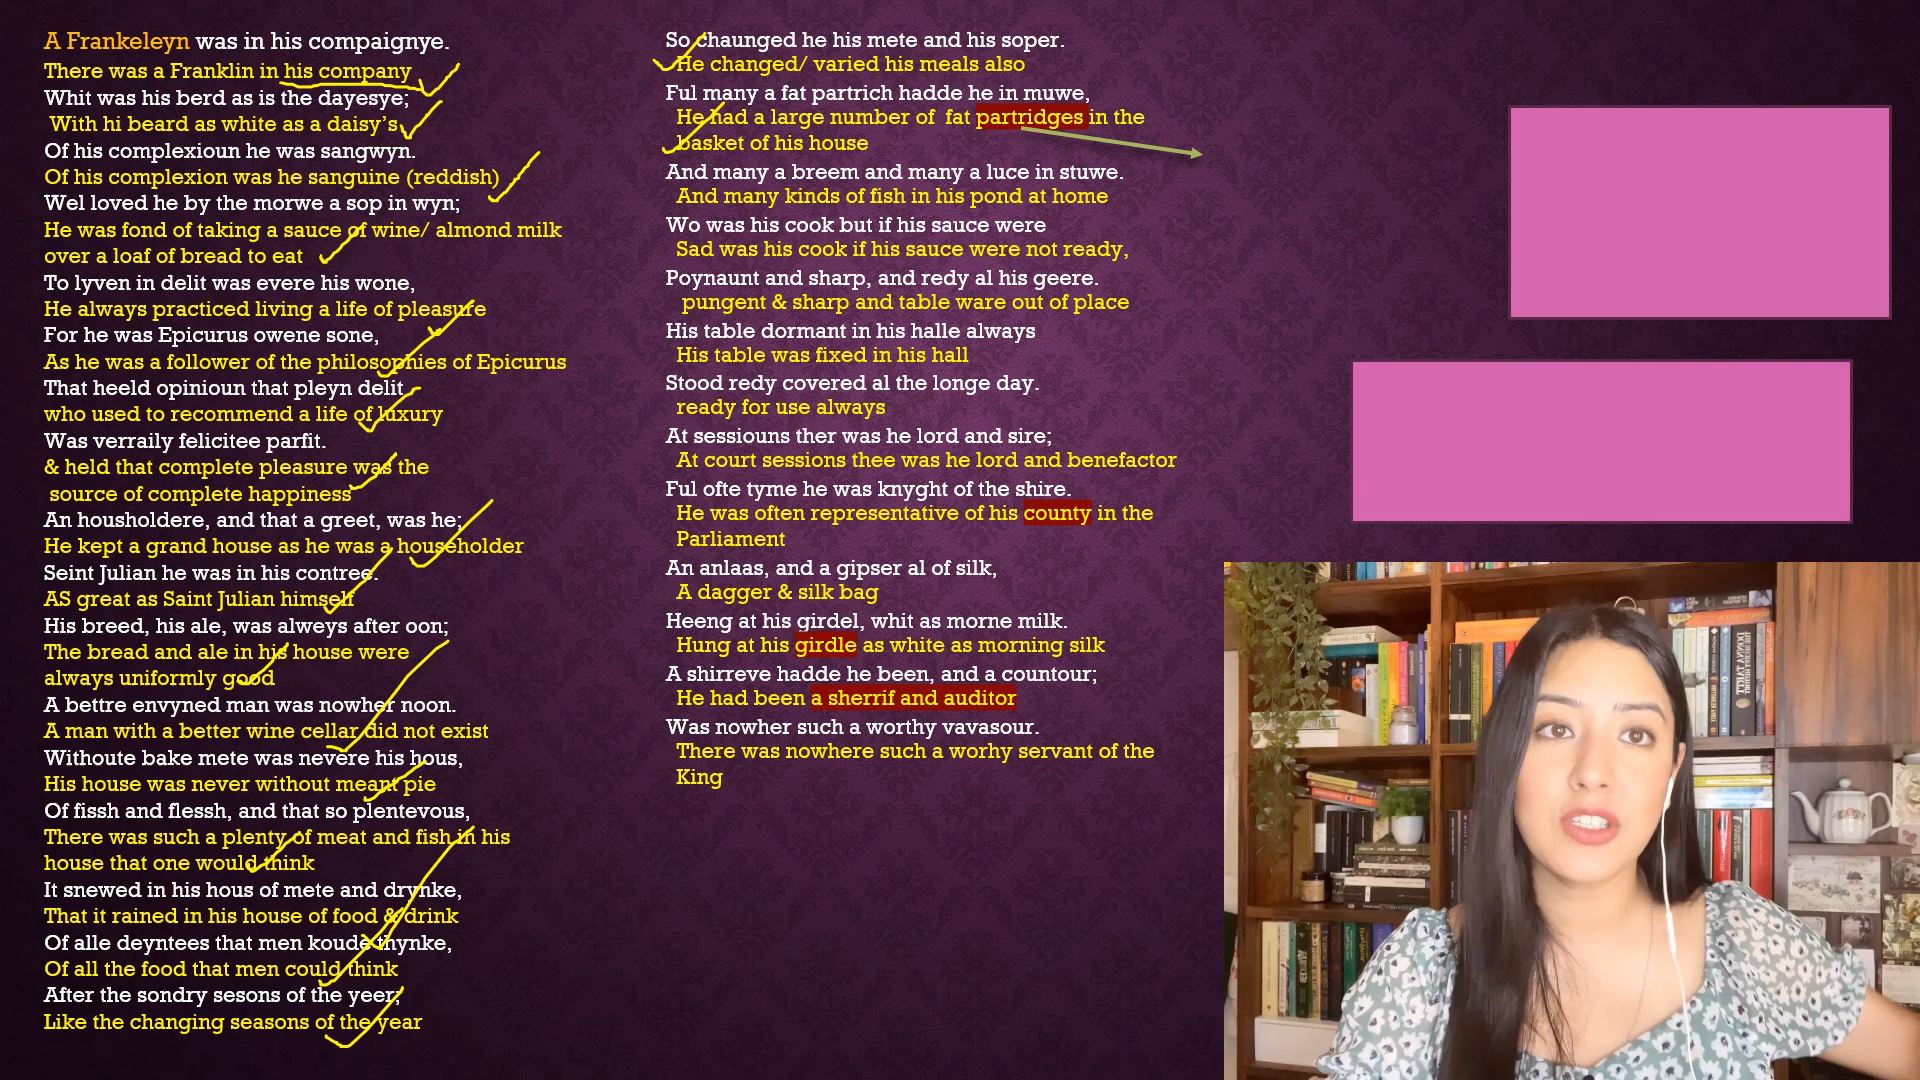 A Frankeleyn was in his compaignye.
There was a Franklin in his company
Whit was his berd as is the dayesye;
With hi beard as white as a daisy's
Of his complexioun he was sangwyn.
Of his complexion was he sanguine (reddish)
Wel loved he by the morwe a sop in wyn;
He was fond of taking a sauce of wine/ almond milk
over a loaf of bread to eat
To lyven in delit was evere his wone,
He always practiced living a life of pleasure
For he was Epicurus owene sone,
As he was a follower of the philosophies of Epicurus
That heeld opinioun that pleyn delit
who used to recommend a life of luxury
Was verraily felicitee parfit.
& held that complete pleasure was the
source of complete happiness
An housholdere, and that a greet, was he;
He kept a grand house as he was a householder
Seint Julian he was in his contree.
AS great as Saint Julian himself
His breed, his ale, was alweys after oon;
The bread and ale in his house were
always uniformly good
A bettre envyned man was nowher noon.
A man with a better wine cellar did not exist
Withoute bake mete was nevere his hous,
His house was never without meant pie
Of fissh and flessh, and that so plentevous,
There was such a plenty of meat and fish in his
house that one would think
It snewed in his hous of mete and drynke,
That it rained in his house of food & drink
Of alle deyntees that men koude thynke,
Of all the food that men could think
After the sondry sesons of the yeer;
Like the changing seasons of the year
So chaunged he his mete and his soper.
He changed/ varied his meals also
Ful many a fat partrich hadde he in muwe,
He had a large number of fat partridges in the
basket of his house
And many a breem and many a luce in stuwe.
And many kinds of fish in his pond at home
Wo was his cook but if his sauce were
Sad was his cook if his sauce were not ready,
Poynaunt and sharp, and redy al his geere.
pungent & sharp and table ware out of place
His table dormant in his halle always
His table was fixed in his hall
Stood redy covered al the longe day.
ready for use always
At sessiouns ther was he lord and sire;
At court sessions thee was he lord and benefactor
Ful ofte tyme he was knyght of the shire.
He was often representative of his county in the
Parliament
An anlaas, and a gipser al of silk,
A dagger & silk bag
Heeng at his girdel, whit as morne milk.
Hung at his girdle as white as morning silk
A shirreve hadde he been, and a countour;
He had been a sherrif and auditor
Was nowher such a worthy vavasour.
There was nowhere such a worhy servant of the
King
DONNA TARTT